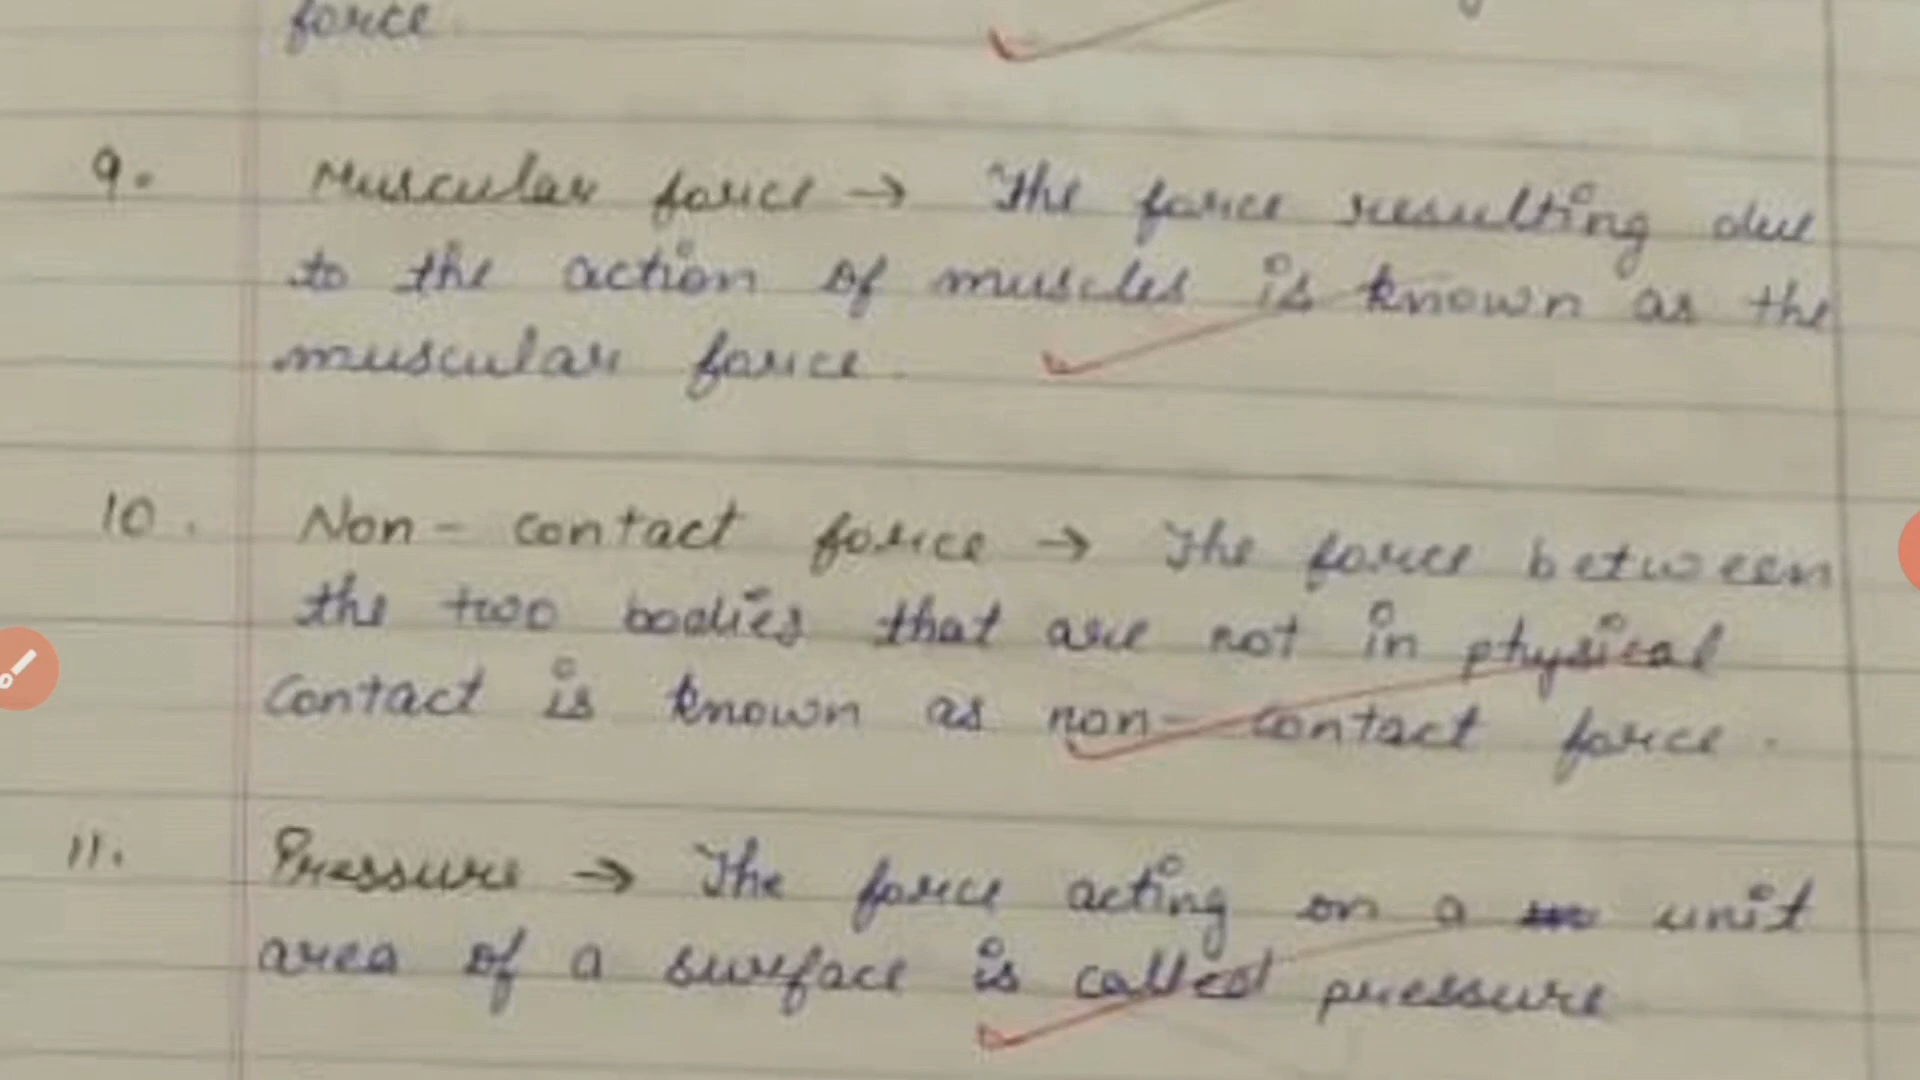 force
9. Muscular force → The force resulting due
to the action of muscles is known as the
muscular force.
10. Non-contact force → The force between
the two bodies that are not in physical
contact is known as non-contact force.
11. Pressure → The force acting on a unit
area of a surface is called pressure